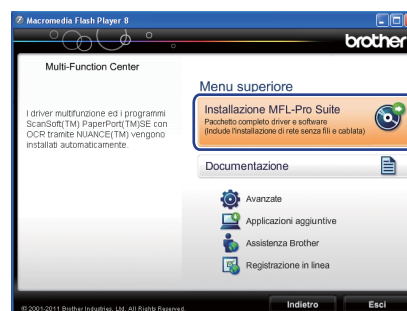 Macromedia Flash Player 8
brother
Multi-Function Center
I driver multifunzione ed i programmi
ScanSoft(TM) PaperPort(TM)SE con
OCR tramite NUANCE(TM) vengono
installati automaticamente.
Menu superiore
Installazione MFL-Pro Suite
Pacchetto completo driver e software
(Include l'installazione di rete senza fili e cablata)
Documentazione
Avanzate
Applicazioni aggiuntive
Assistenza Brother
Registrazione in linea
© 2001-2011 Brother Industries, Ltd. All Rights Reserved.
Indietro
Esci